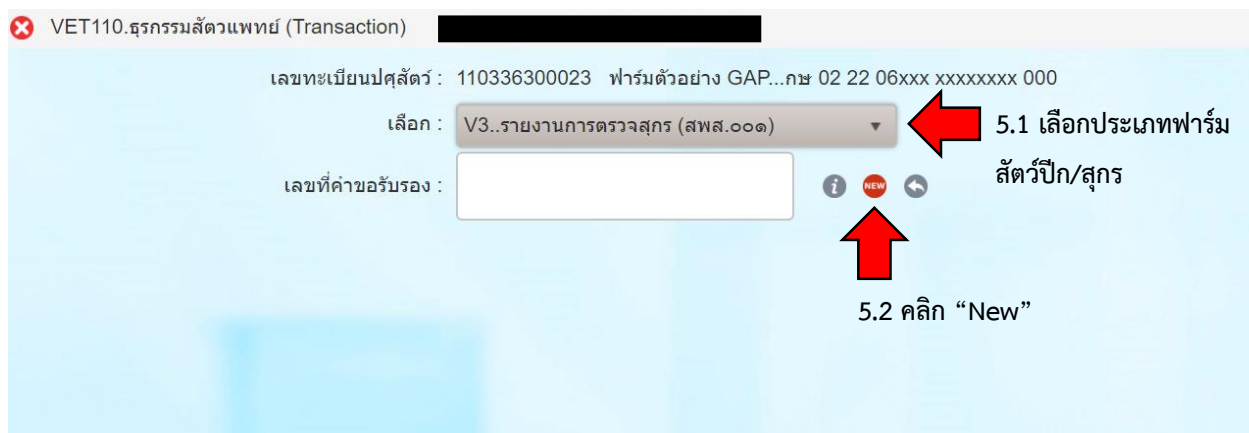 VET110.ธุรกรรมสัตวแพทย์ (Transaction)
เลขทะเบียนปศุสัตว์ : 110336300023 ฟาร์มตัวอย่าง GAP...กษ 02 22 06xxx xxxxxxxx 000
เลือก : V3..รายงานการตรวจสุกร (สพส.๐๐๑)
5.1 เลือกประเภทฟาร์ม
สัตว์ปีก/สุกร
เลขที่คำขอรับรอง :
i NEW
5.2 คลิก “New”